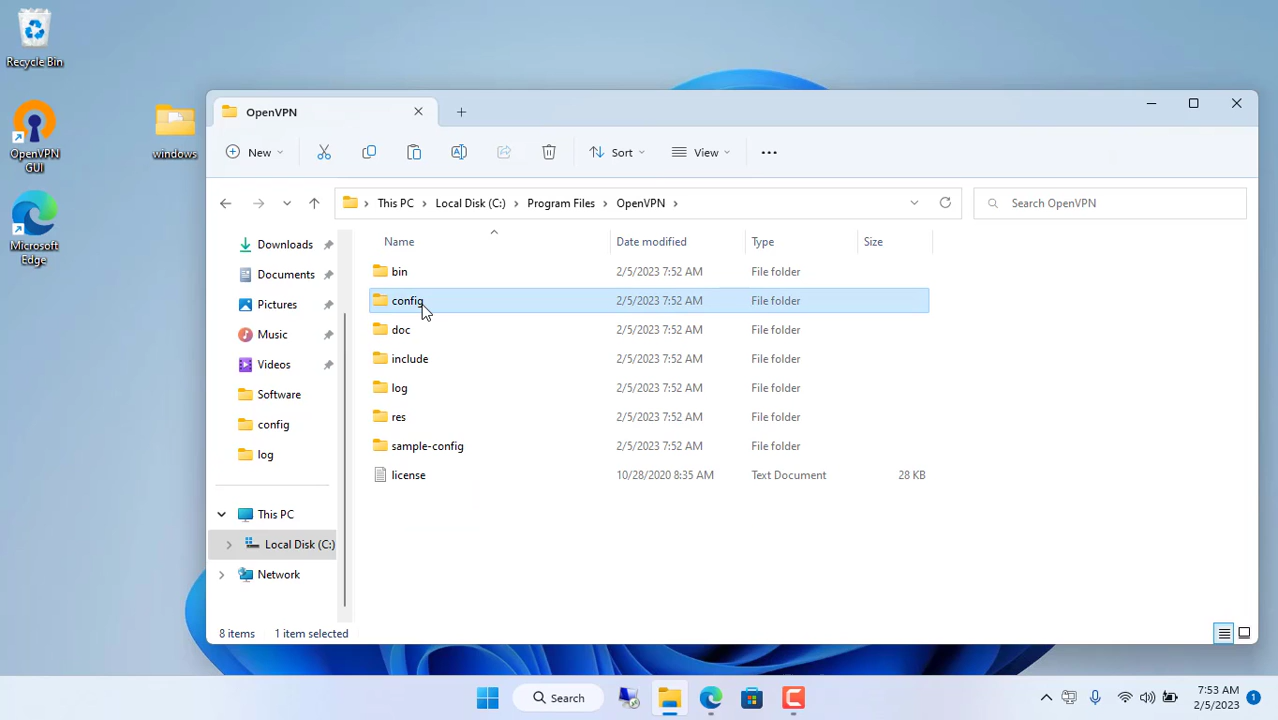 Recycle Bin
OpenVPN
GUI
windows
Microsoft
Edge
OpenVPN
New
Sort
View
This PC
Local Disk (C:)
Program Files
OpenVPN
Search OpenVPN
Downloads
Documents
Pictures
Music
Videos
Software
config
log
This PC
Local Disk (C:)
Network
Name Date modified Type Size
bin 2/5/2023 7:52 AM File folder
config 2/5/2023 7:52 AM File folder
doc 2/5/2023 7:52 AM File folder
include 2/5/2023 7:52 AM File folder
log 2/5/2023 7:52 AM File folder
res 2/5/2023 7:52 AM File folder
sample-config 2/5/2023 7:52 AM File folder
license 10/28/2020 8:35 AM Text Document 28 KB
8 items 1 item selected
Search
7:53 AM
2/5/2023
1